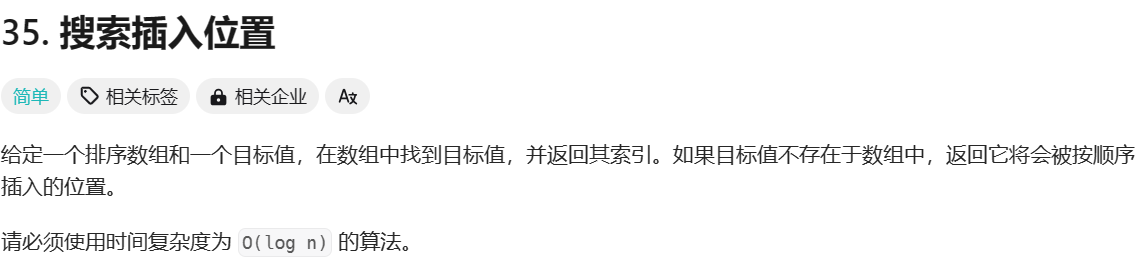 35. 搜索插入位置
简单 相关标签 相关企业 A文
给定一个排序数组和一个目标值，在数组中找到目标值，并返回其索引。如果目标值不存在于数组中，返回它将会被按顺序
插入的位置。
请必须使用时间复杂度为 O(log n) 的算法。